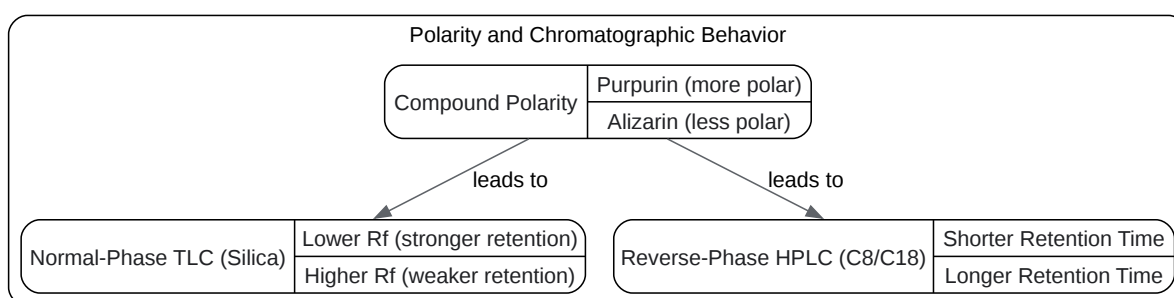 Polarity and Chromatographic Behavior
Compound Polarity
Purpurin (more polar)
Alizarin (less polar)
leads to
leads to
Normal-Phase TLC (Silica)
Lower Rf (stronger retention)
Higher Rf (weaker retention)
Reverse-Phase HPLC (C8/C18)
Shorter Retention Time
Longer Retention Time